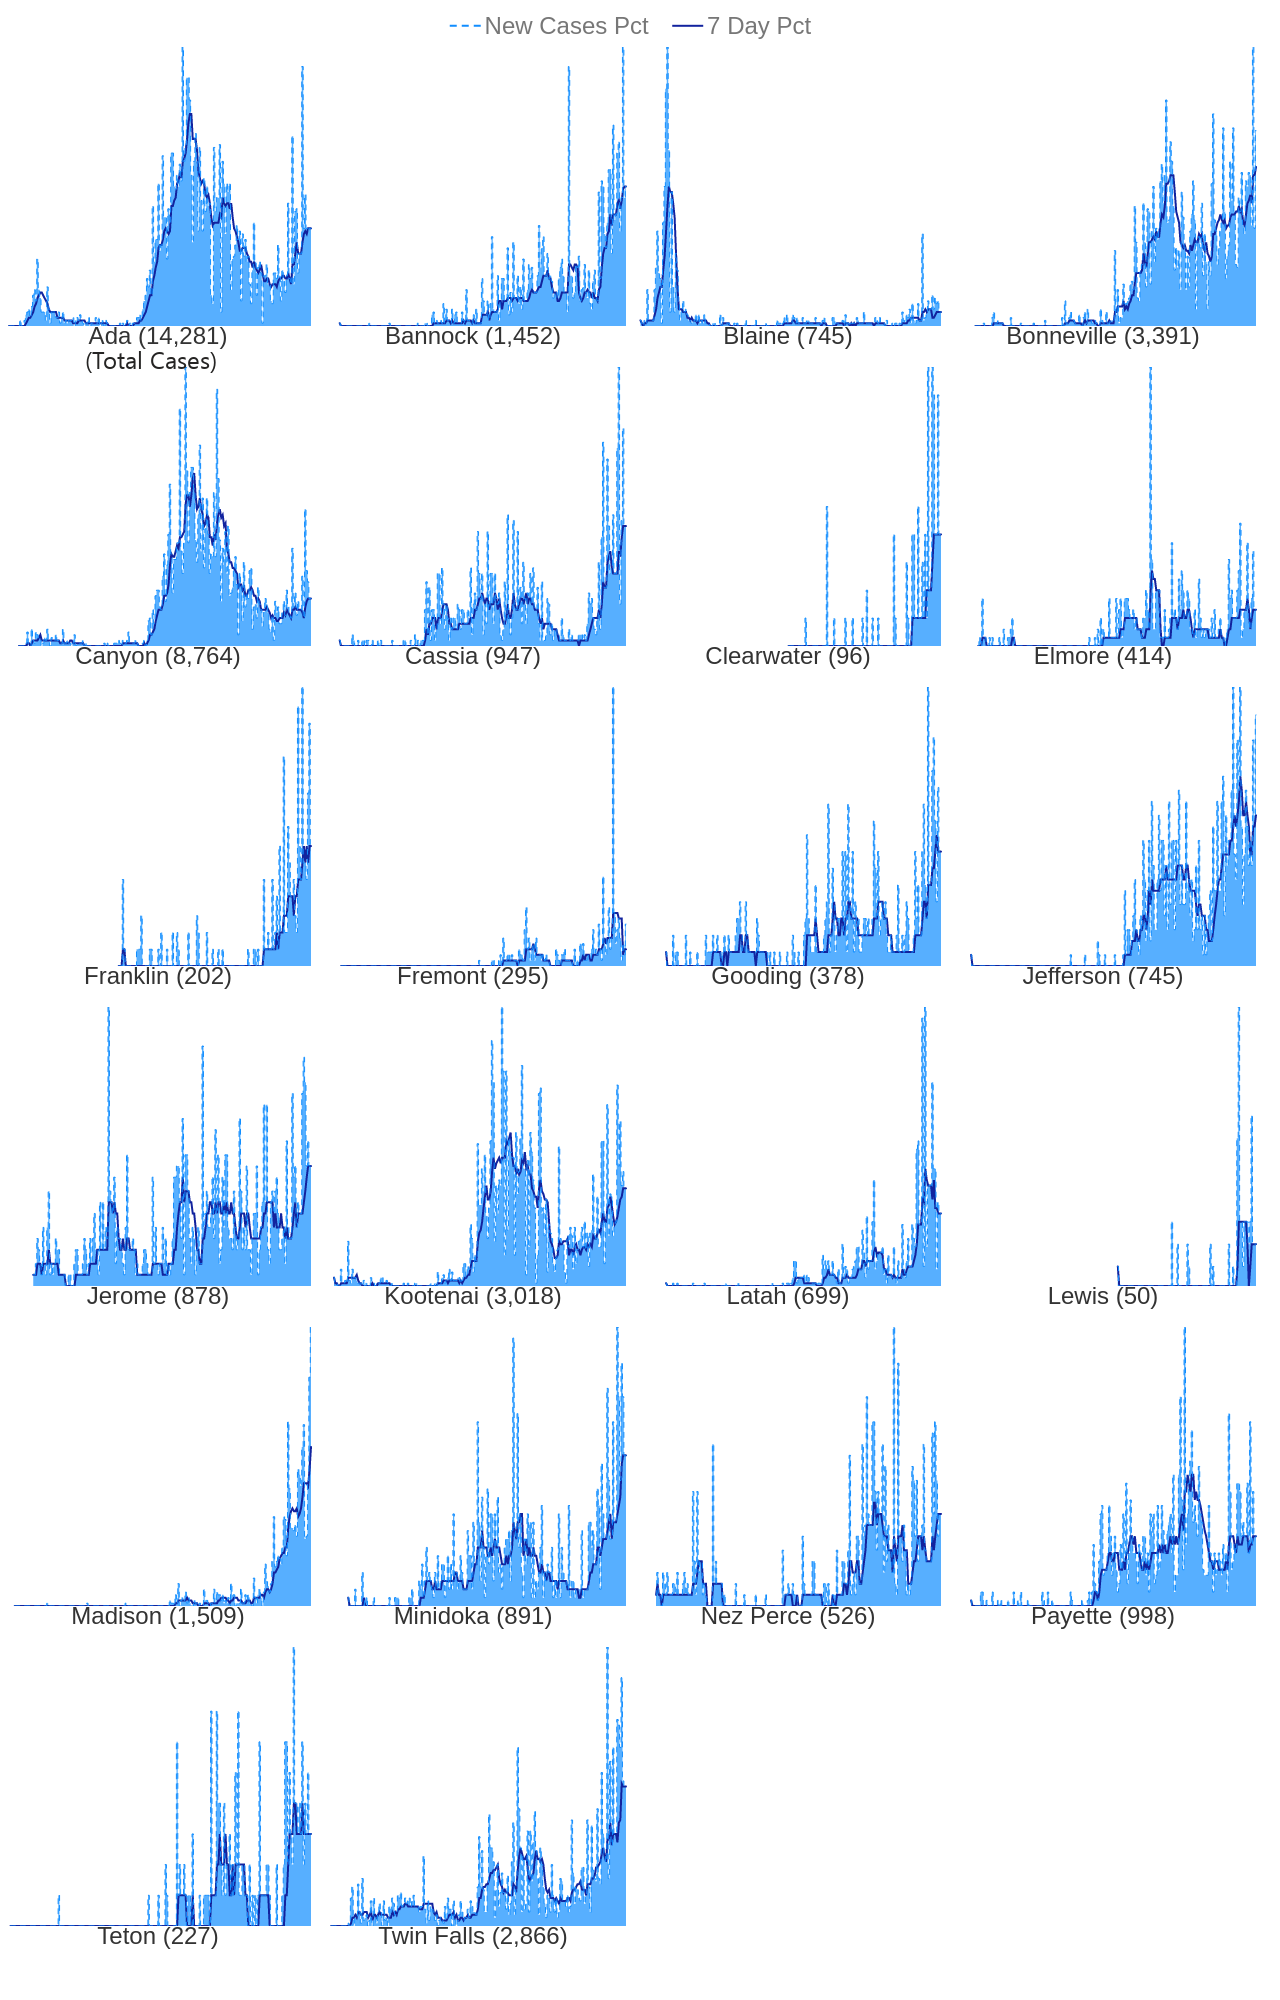 New Cases Pct 7 Day Pct
Ada (14,281)
(Total Cases)
Bannock (1,452)
Blaine (745)
Bonneville (3,391)
Canyon (8,764)
Cassia (947)
Clearwater (96)
Elmore (414)
Franklin (202)
Fremont (295)
Gooding (378)
Jefferson (745)
Jerome (878)
Kootenai (3,018)
Latah (699)
Lewis (50)
Madison (1,509)
Minidoka (891)
Nez Perce (526)
Payette (998)
Teton (227)
Twin Falls (2,866)